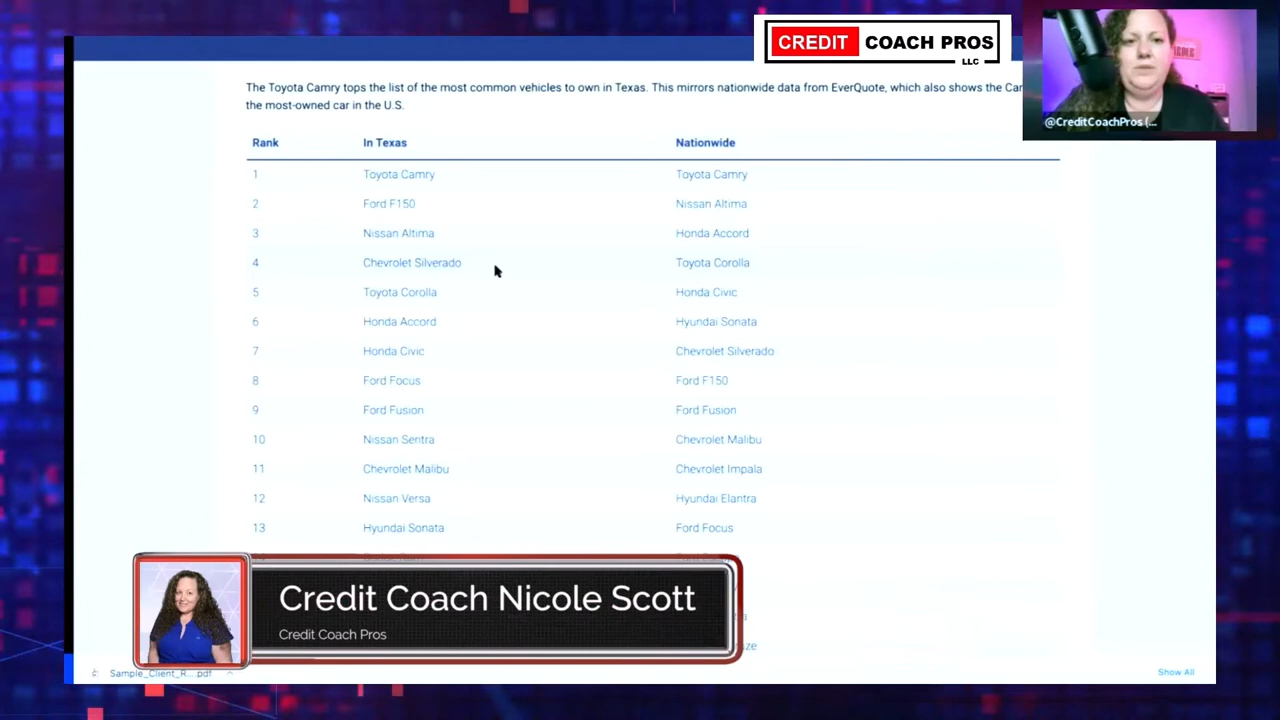 CREDIT COACH PROS
LLC
@CreditCoachPros (...
The Toyota Camry tops the list of the most common vehicles to own in Texas. This mirrors nationwide data from EverQuote, which also shows the
the most-owned car in the U.S.
Rank In Texas Nationwide
1 Toyota Camry Toyota Camry
2 Ford F150 Nissan Altima
3 Nissan Altima Honda Accord
4 Chevrolet Silverado Toyota Corolla
5 Toyota Corolla Honda Civic
6 Honda Accord Hyundai Sonata
7 Honda Civic Chevrolet Silverado
8 Ford Focus Ford F150
9 Ford Fusion Ford Fusion
10 Nissan Sentra Chevrolet Malibu
11 Chevrolet Malibu Chevrolet Impala
12 Nissan Versa Hyundai Elantra
13 Hyundai Sonata Ford Focus
Credit Coach Nicole Scott
Credit Coach Pros
Sample_Client_R... .pdf
Show All